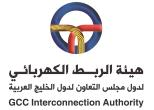 هيئة الربط الكهربائي
لدول مجلس التعاون لدول الخليج العربية
GCC Interconnection Authority